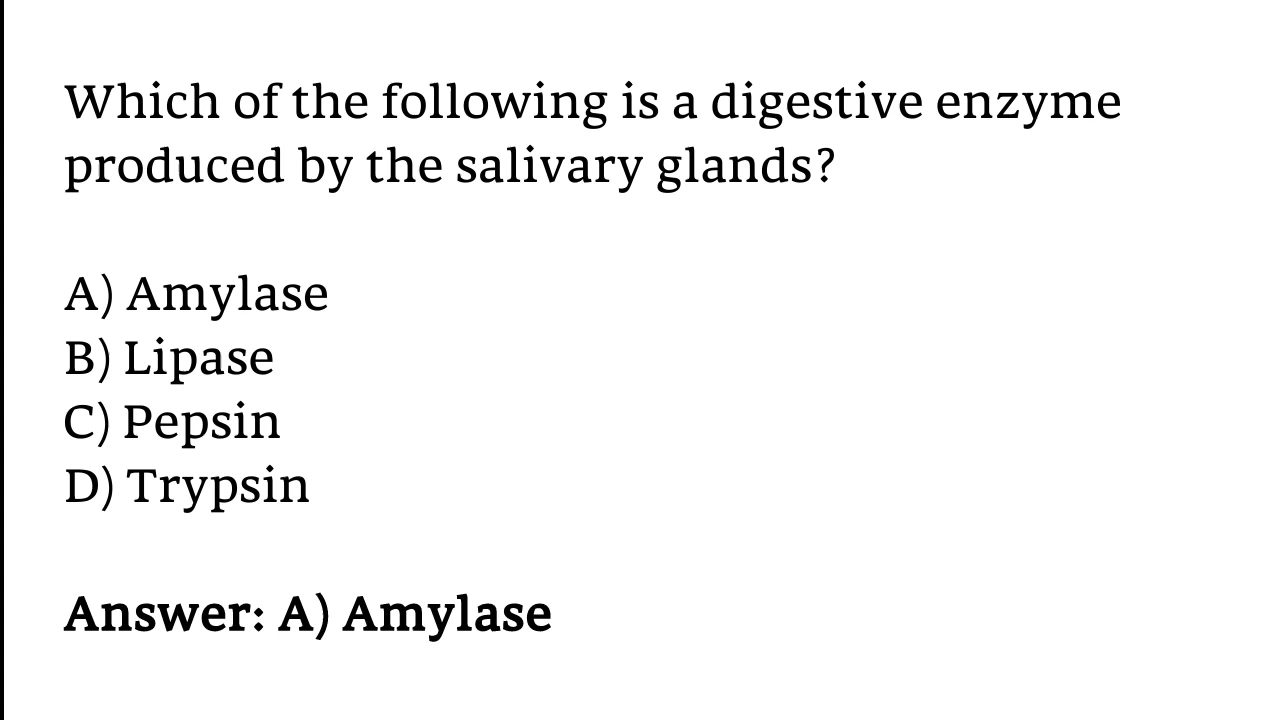 Which of the following is a digestive enzyme
produced by the salivary glands?
A) Amylase
B) Lipase
C) Pepsin
D) Trypsin
Answer: A) Amylase